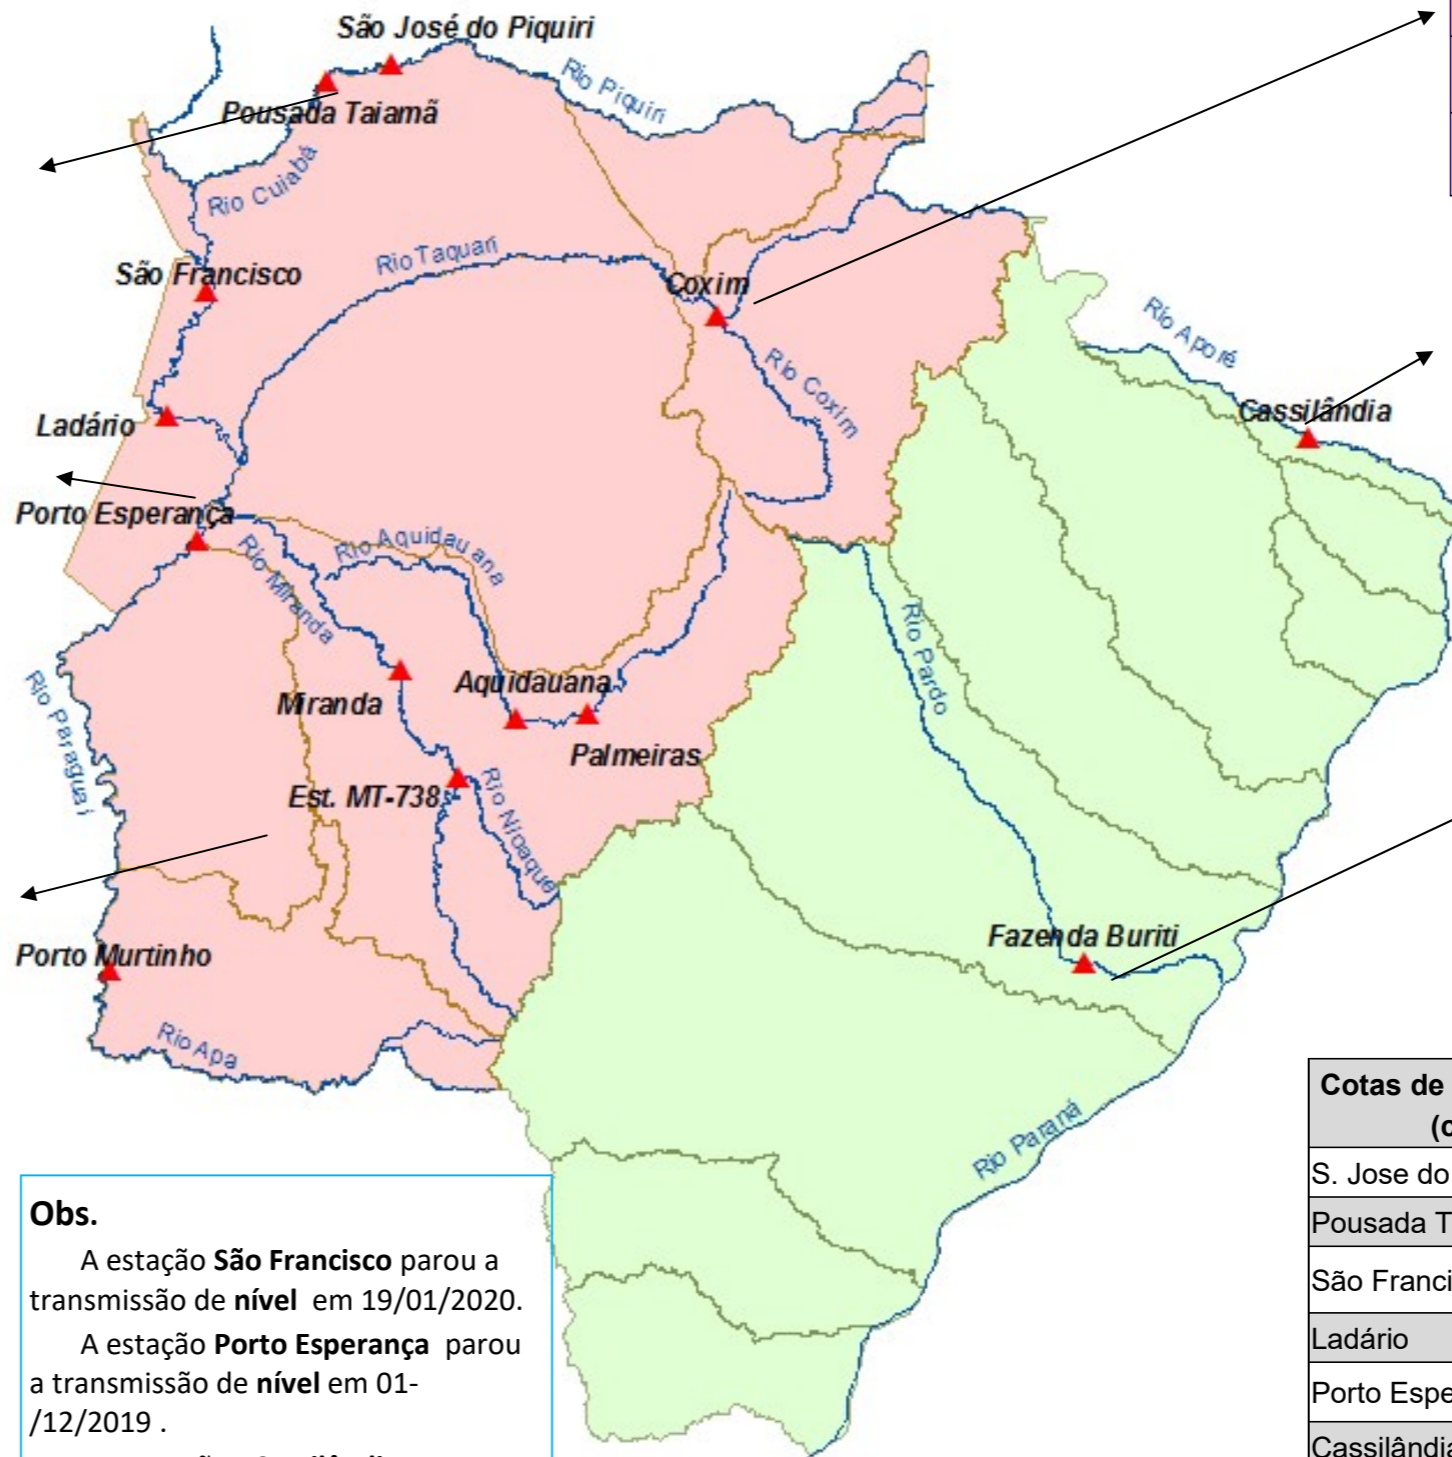 São José do Piquiri
Rio Piquiri
Pousada Taiamã
Rio Cuiabá
São Francisco
Rio Taquari
Coxim
Rio Aporé
Rio Coxim
Cassilândia
Ladário
Porto Esperança
Rio Aquidauana
Rio Miranda
Rio Pardo
Rio Paraguai
Aquidauana
Miranda
Palmeiras
Est. MT-738
Rio Nioaque
Fazenda Buriti
Porto Murtinho
Rio Apa
Rio Paraná
Obs.
A estação São Francisco parou a
transmissão de nível em 19/01/2020.
A estação Porto Esperança parou
a transmissão de nível em 01-
/12/2019 .
Cotas de
(c
S. Jose do
Pousada T
São Franci
Ladário
Porto Espe
Cassilândia